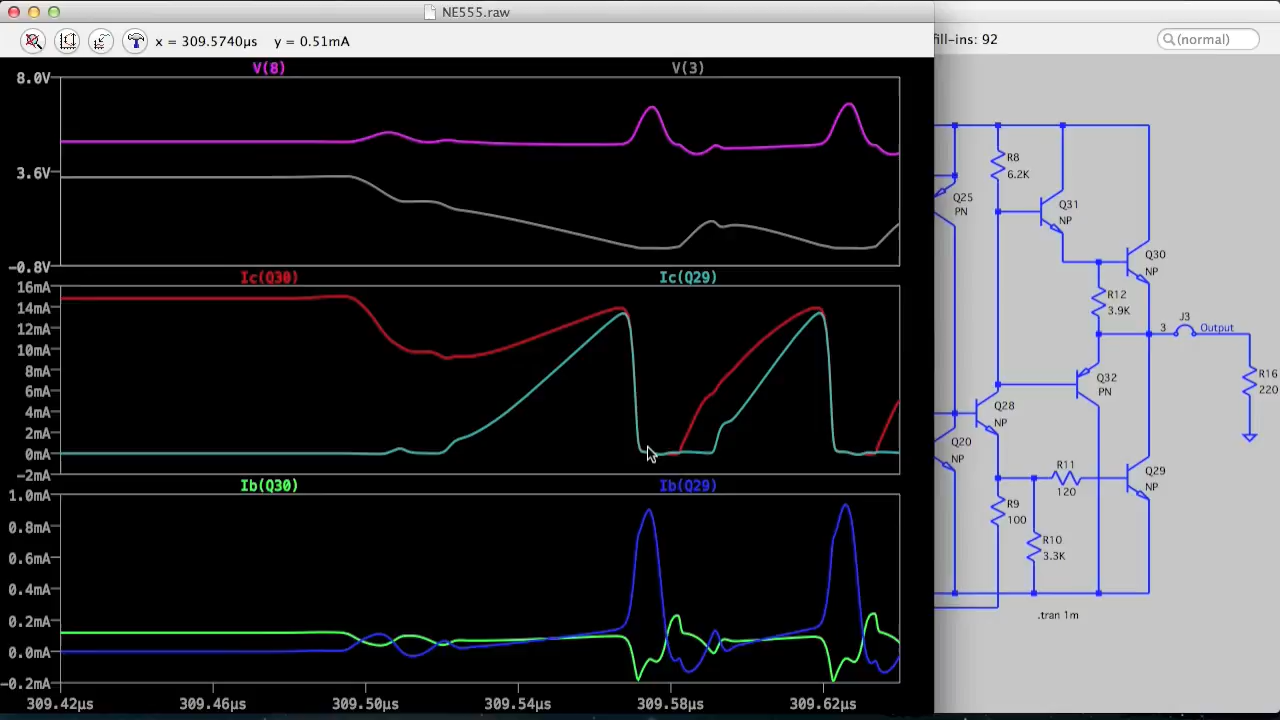 NE555.raw
x = 309.5740µs y = 0.51mA
fill-ins: 92
(normal)
V(8) V(3)
8.0V
3.6V
-0.8V
Ic(Q30) Ic(Q29)
16mA
14mA
12mA
10mA
8mA
6mA
4mA
2mA
0mA
-2mA
Ib(Q30) Ib(Q29)
1.0mA
0.8mA
0.6mA
0.4mA
0.2mA
0.0mA
-0.2mA
309.42µs 309.46µs 309.50µs 309.54µs 309.58µs 309.62µs
R8
6.2K
Q25
PN
Q31
NP
Q30
NP
R12
3.9K
J3
3 Output
R16
220
Q32
PN
Q28
NP
Q20
NP
R11
120
Q29
NP
R9
100
R10
3.3K
.tran 1m